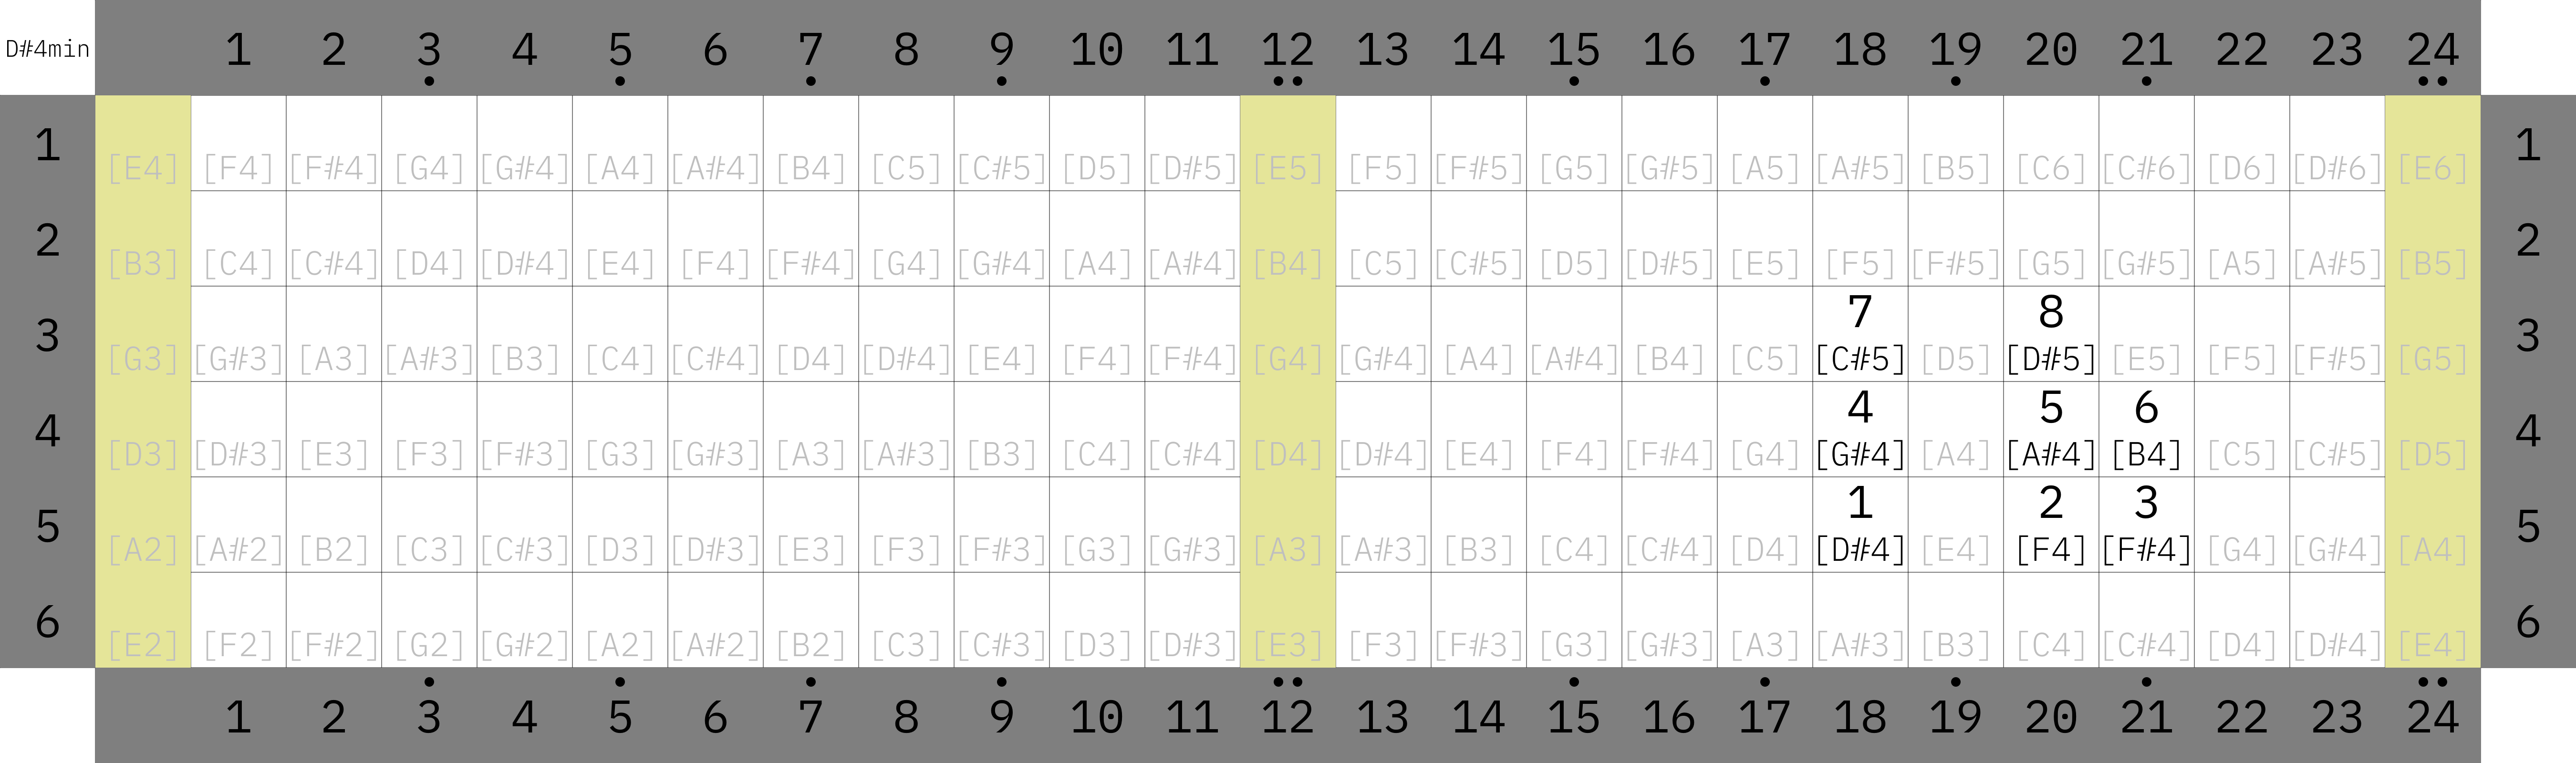 D#4min 1 2 3 4 5 6 7 8 9 10 11 12 13 14 15 16 17 18 19 20 21 22 23 24
1 [E4] [F4] [F#4] [G4] [G#4] [A4] [A#4] [B4] [C5] [C#5] [D5] [D#5] [E5] [F5] [F#5] [G5] [G#5] [A5] [A#5] [B5] [C6] [C#6] [D6] [D#6] [E6] 1
2 [B3] [C4] [C#4] [D4] [D#4] [E4] [F4] [F#4] [G4] [G#4] [A4] [A#4] [B4] [C5] [C#5] [D5] [D#5] [E5] [F5] [F#5] [G5] [G#5] [A5] [A#5] [B5] 2
7 8
3 [G3] [G#3] [A3] [A#3] [B3] [C4] [C#4] [D4] [D#4] [E4] [F4] [F#4] [G4] [G#4] [A4] [A#4] [B4] [C5] [C#5] [D5] [D#5] [E5] [F5] [F#5] [G5] 3
4 5 6
4 [D3] [D#3] [E3] [F3] [F#3] [G3] [G#3] [A3] [A#3] [B3] [C4] [C#4] [D4] [D#4] [E4] [F4] [F#4] [G4] [G#4] [A4] [A#4] [B4] [C5] [C#5] [D5] 4
1 2 3
5 [A2] [A#2] [B2] [C3] [C#3] [D3] [D#3] [E3] [F3] [F#3] [G3] [G#3] [A3] [A#3] [B3] [C4] [C#4] [D4] [D#4] [E4] [F4] [F#4] [G4] [G#4] [A4] 5
6 [E2] [F2] [F#2] [G2] [G#2] [A2] [A#2] [B2] [C3] [C#3] [D3] [D#3] [E3] [F3] [F#3] [G3] [G#3] [A3] [A#3] [B3] [C4] [C#4] [D4] [D#4] [E4] 6
1 2 3 4 5 6 7 8 9 10 11 12 13 14 15 16 17 18 19 20 21 22 23 24